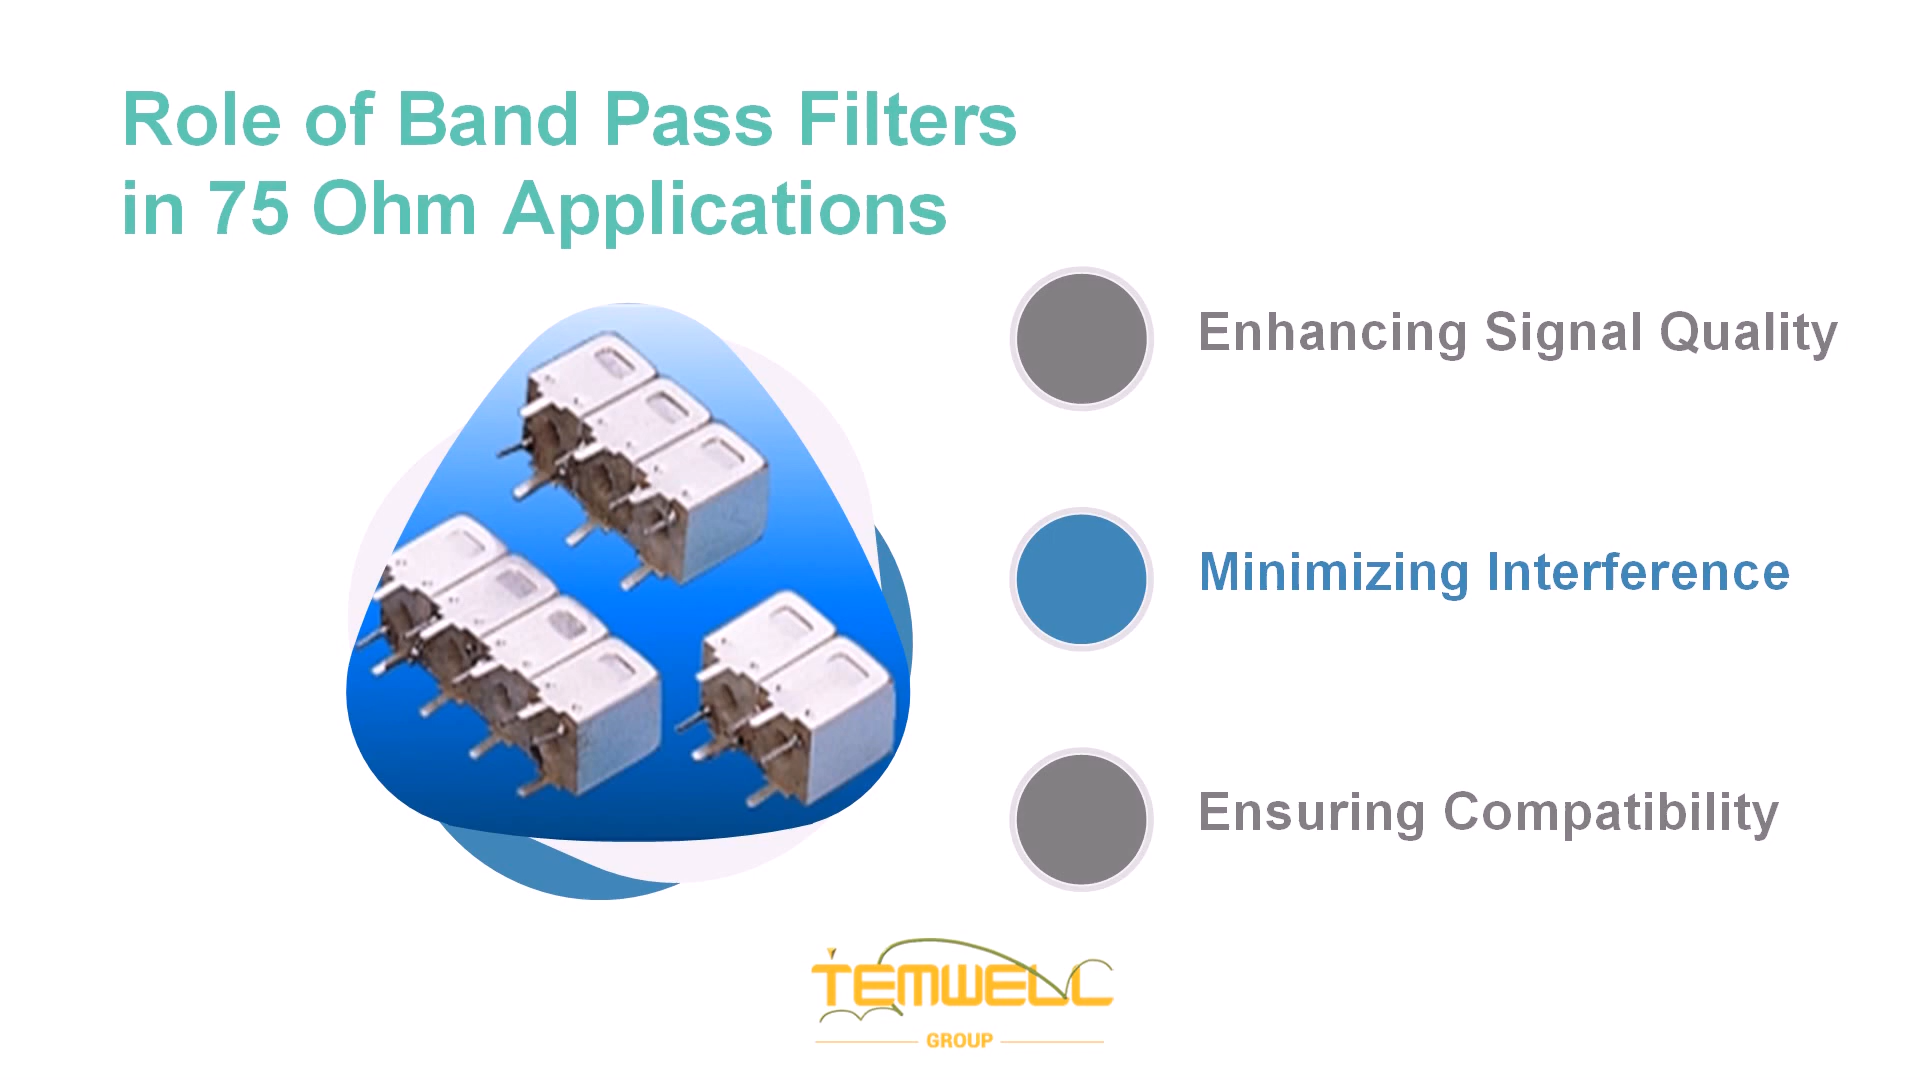 Role of Band Pass Filters
in 75 Ohm Applications
Enhancing Signal Quality
Minimizing Interference
Ensuring Compatibility
TEMWELL
GROUP